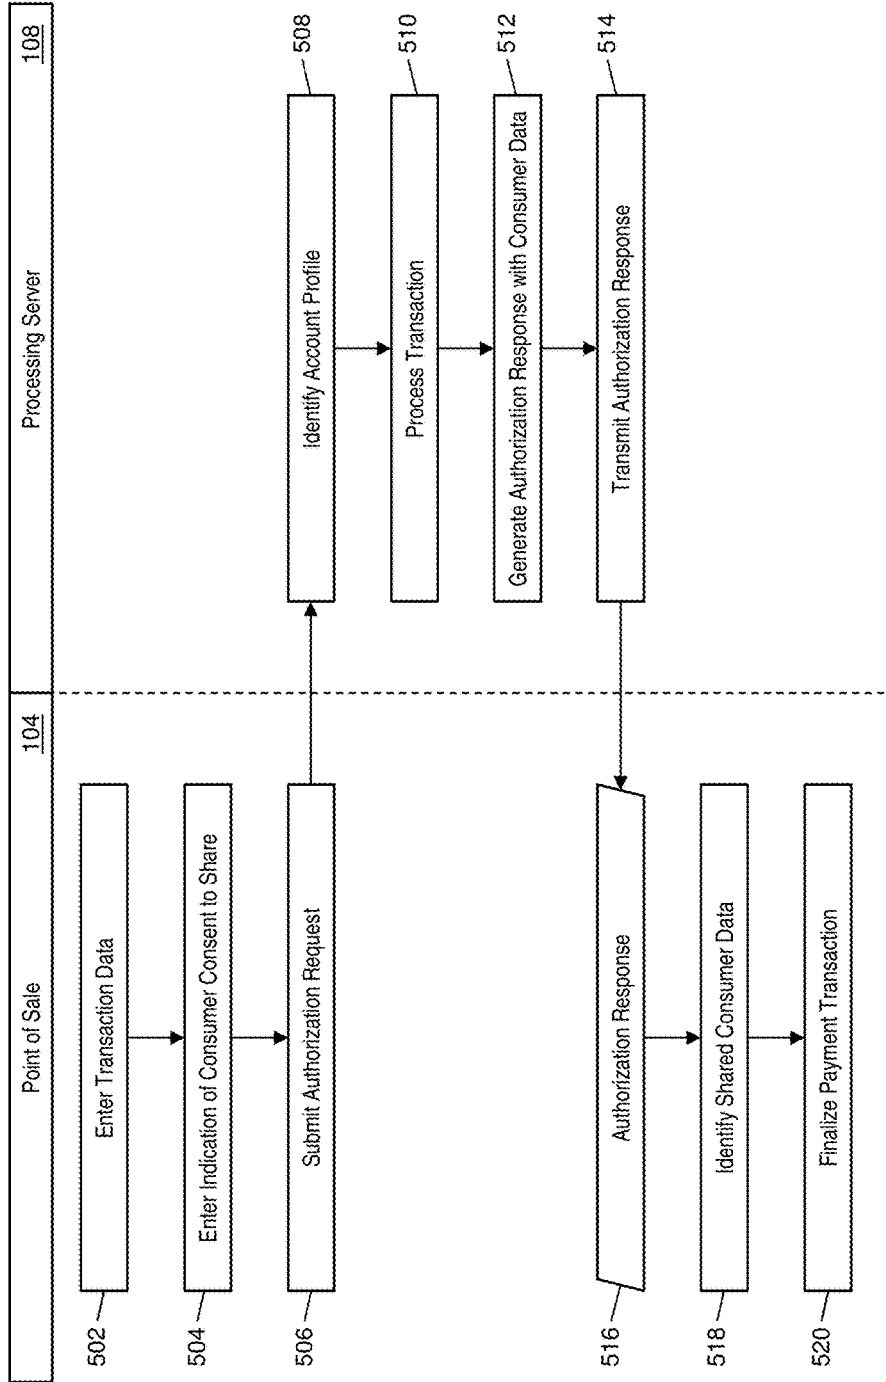 Point of Sale 104
Processing Server 108
502 Enter Transaction Data
504 Enter Indication of Consumer Consent to Share
506 Submit Authorization Request
Identify Account Profile 508
Process Transaction 510
Generate Authorization Response with Consumer Data 512
Transmit Authorization Response 514
516 Authorization Response
518 Identify Shared Consumer Data
520 Finalize Payment Transaction